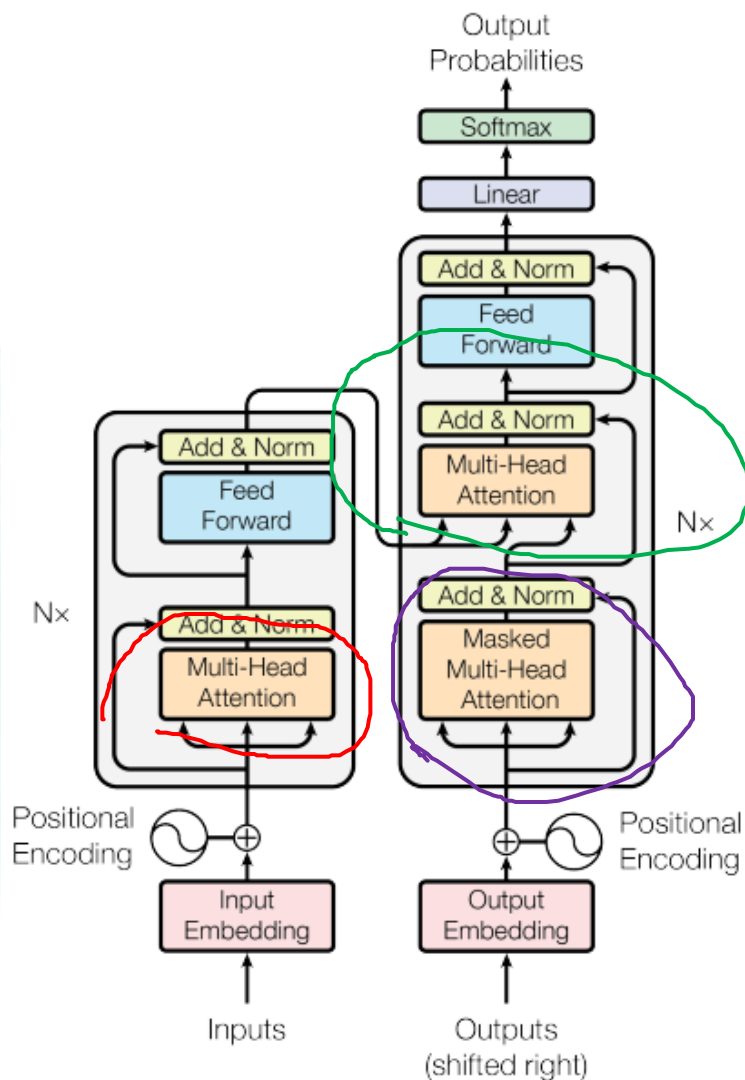 Output
Probabilities
Softmax
Linear
Add & Norm
Feed
Forward
Add & Norm
Multi-Head
Attention
Nx
Add & Norm
Masked
Multi-Head
Attention
Add & Norm
Feed
Forward
Nx
Add & Norm
Multi-Head
Attention
Positional
Encoding
Positional
Encoding
Input
Embedding
Output
Embedding
Inputs
Outputs
(shifted right)